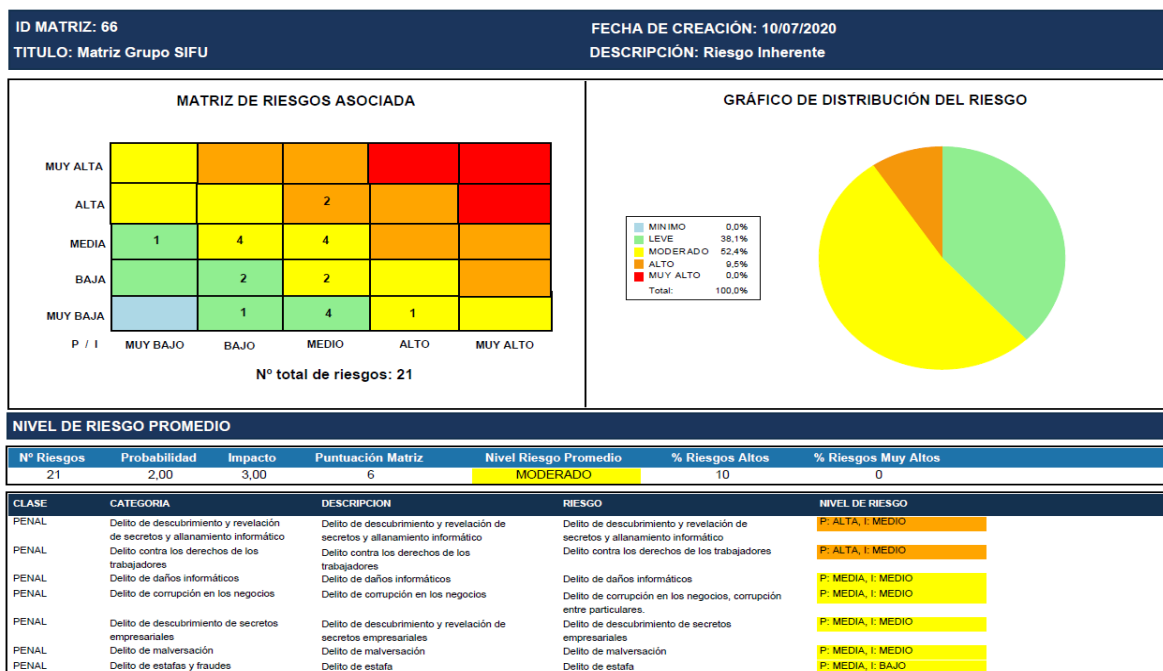 ID MATRIZ: 66
FECHA DE CREACIÓN: 10/07/2020
TITULO: Matriz Grupo SIFU
DESCRIPCIÓN: Riesgo Inherente
MATRIZ DE RIESGOS ASOCIADA
MUY ALTA
ALTA 2
MEDIA 1 4 4
BAJA 2 2
MUY BAJA 1 4 1
P / I MUY BAJO BAJO MEDIO ALTO MUY ALTO
Nº total de riesgos: 21
GRÁFICO DE DISTRIBUCIÓN DEL RIESGO
MINIMO 0,0%
LEVE 38,1%
MODERADO 52,4%
ALTO 9,5%
MUY ALTO 0,0%
Total: 100,0%
NIVEL DE RIESGO PROMEDIO
Nº Riesgos Probabilidad Impacto Puntuación Matriz Nivel Riesgo Promedio % Riesgos Altos % Riesgos Muy Altos
21 2,00 3,00 6 MODERADO 10 0
CLASE CATEGORIA DESCRIPCION RIESGO NIVEL DE RIESGO
PENAL Delito de descubrimiento y revelación Delito de descubrimiento y revelación de Delito de descubrimiento y revelación de P: ALTA, I: MEDIO
de secretos y allanamiento informático secretos y allanamiento informático secretos y allanamiento informático
PENAL Delito contra los derechos de los Delito contra los derechos de los Delito contra los derechos de los trabajadores P: ALTA, I: MEDIO
trabajadores trabajadores
PENAL Delito de daños informáticos Delito de daños informáticos Delito de daños informáticos P: MEDIA, I: MEDIO
PENAL Delito de corrupción en los negocios Delito de corrupción en los negocios Delito de corrupción en los negocios, corrupción P: MEDIA, I: MEDIO
entre particulares.
PENAL Delito de descubrimiento de secretos Delito de descubrimiento y revelación de Delito de descubrimiento de secretos P: MEDIA, I: MEDIO
empresariales secretos empresariales empresariales
PENAL Delito de malversación Delito de malversación Delito de malversación P: MEDIA, I: MEDIO
PENAL Delito de estafas y fraudes Delito de estafa Delito de estafa P: MEDIA, I: BAJO